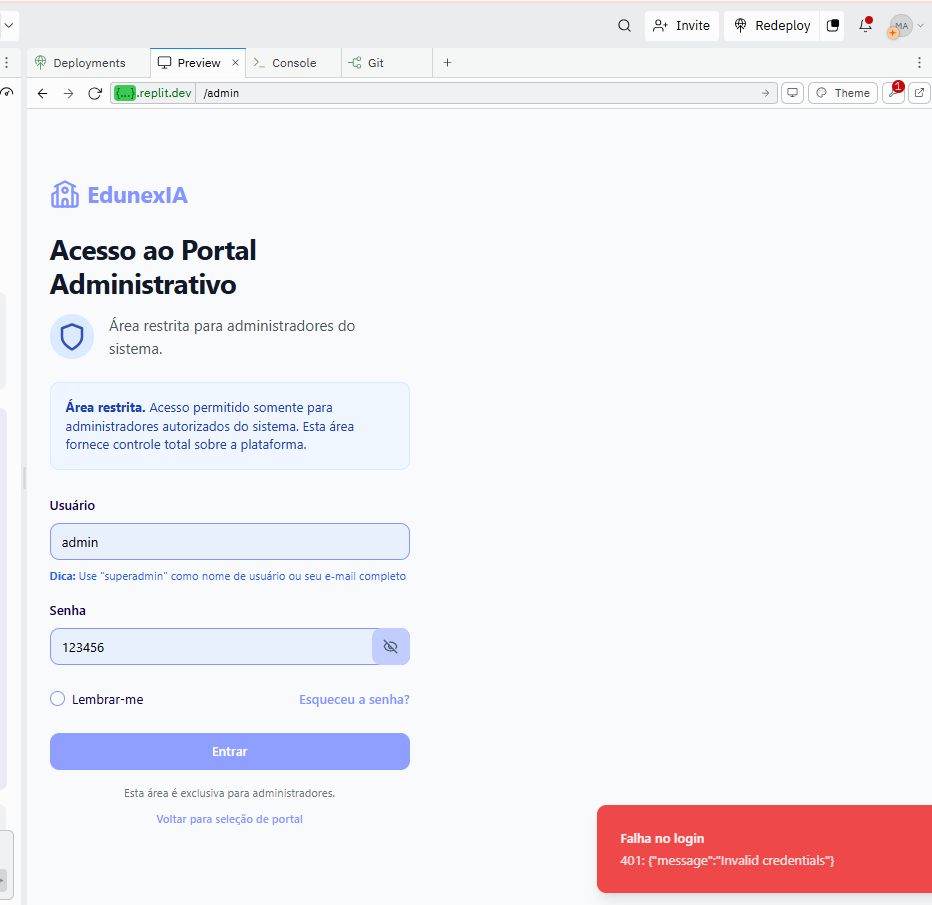 Invite
Redeploy
MA
Deployments
Preview
Console
Git
{...}.replit.dev
/admin
Theme
1
EdunexIA
Acesso ao Portal
Administrativo
Área restrita para administradores do
sistema.
Área restrita. Acesso permitido somente para
administradores autorizados do sistema. Esta área
fornece controle total sobre a plataforma.
Usuário
admin
Dica: Use "superadmin" como nome de usuário ou seu e-mail completo
Senha
123456
Lembrar-me
Esqueceu a senha?
Entrar
Esta área é exclusiva para administradores.
Voltar para seleção de portal
Falha no login
401: {"message":"Invalid credentials"}